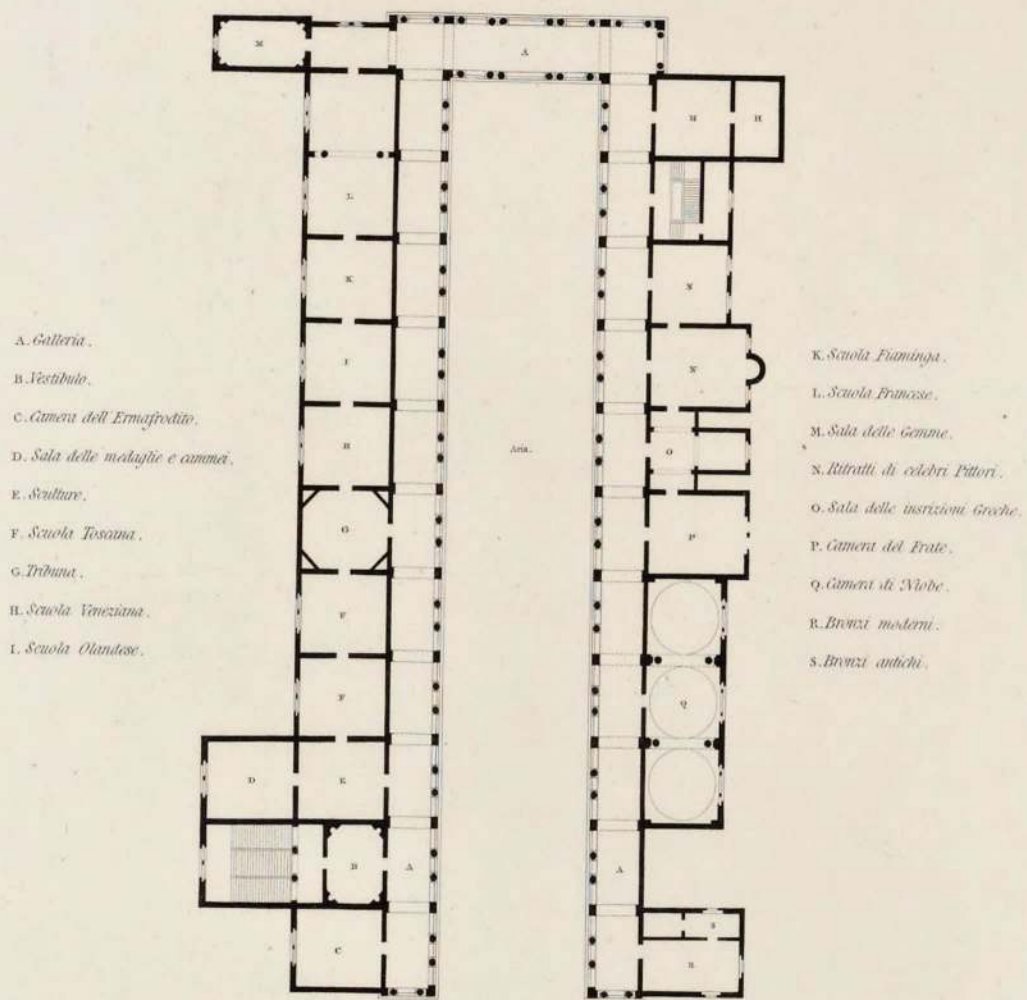 A. Galleria.
B. Vestibulo.
C. Camera dell Ermafrodito.
D. Sala delle medaglie e cammei.
E. Sculture.
F. Scuola Toscana.
G. Tribuna.
H. Scuola Veneziana.
I. Scuola Olandese.
M
L
K
I
H
G
F
F
D
E
B
A
C
A
Aria.
A
H
H
N
N
O
P
Q
S
R
K. Scuola Fiaminga.
L. Scuola Francese.
M. Sala delle Gemme.
N. Ritratti di celebri Pittori.
O. Sala delle insrizioni Greche.
P. Camera del Frate.
Q. Camera di Niobe.
R. Bronzi moderni.
S. Bronzi antichi.